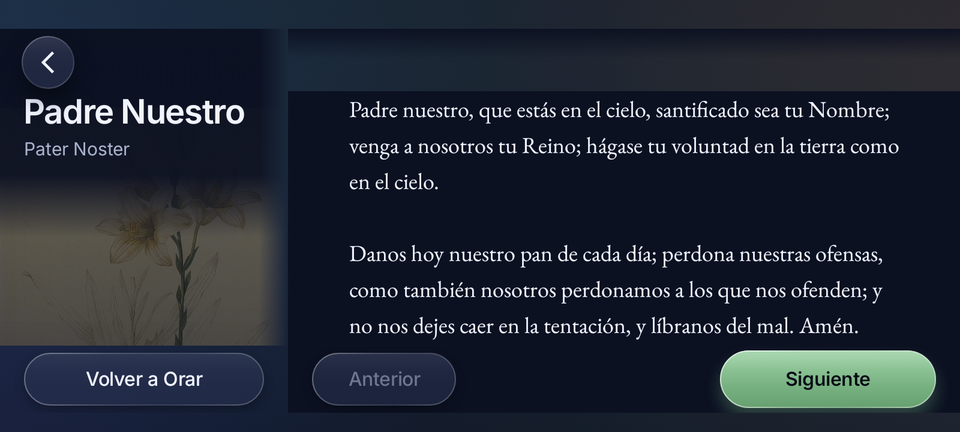 Padre Nuestro
Pater Noster
Volver a Orar
Padre nuestro, que estás en el cielo, santificado sea tu Nombre;
venga a nosotros tu Reino; hágase tu voluntad en la tierra como
en el cielo.
Danos hoy nuestro pan de cada día; perdona nuestras ofensas,
como también nosotros perdonamos a los que nos ofenden; y
no nos dejes caer en la tentación, y líbranos del mal. Amén.
Anterior
Siguiente